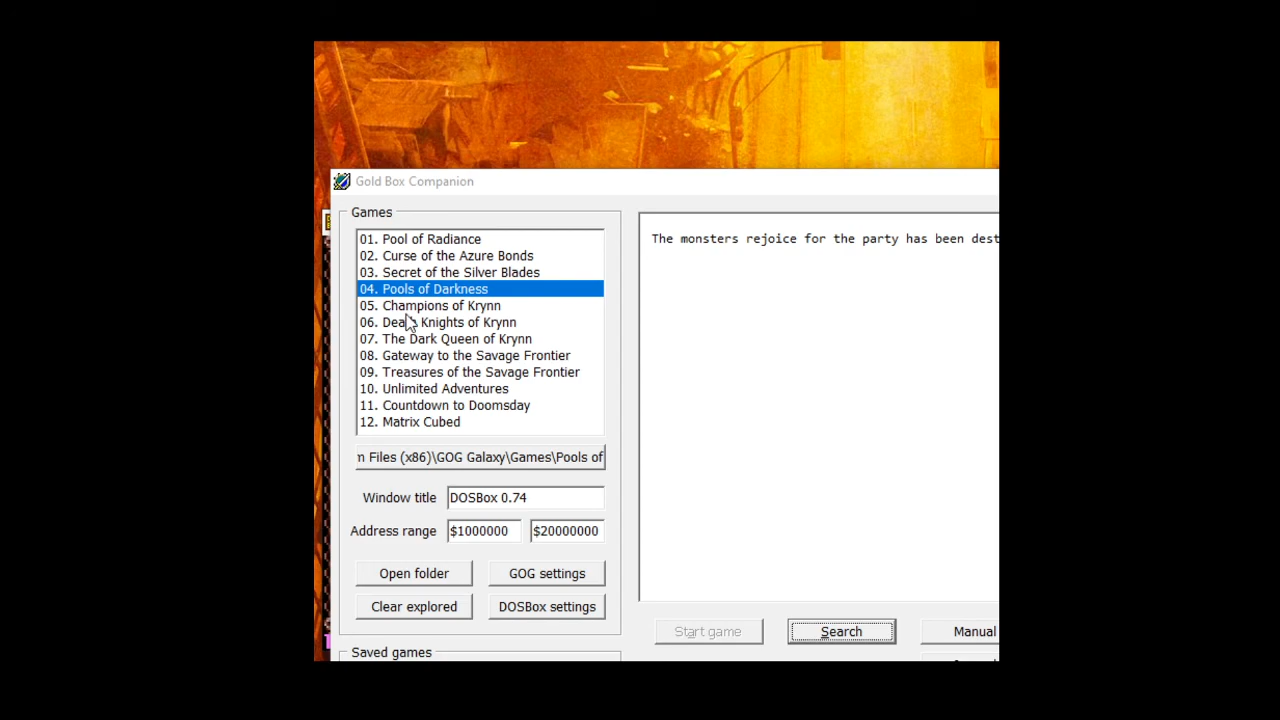 Gold Box Companion
Games
01. Pool of Radiance
02. Curse of the Azure Bonds
03. Secret of the Silver Blades
04. Pools of Darkness
05. Champions of Krynn
06. Death Knights of Krynn
07. The Dark Queen of Krynn
08. Gateway to the Savage Frontier
09. Treasures of the Savage Frontier
10. Unlimited Adventures
11. Countdown to Doomsday
12. Matrix Cubed
n Files (x86)\GOG Galaxy\Games\Pools of
Window title DOSBox 0.74
Address range $1000000 $20000000
Open folder GOG settings
Clear explored DOSBox settings
Saved games
The monsters rejoice for the party has been dest
Start game Search Manual